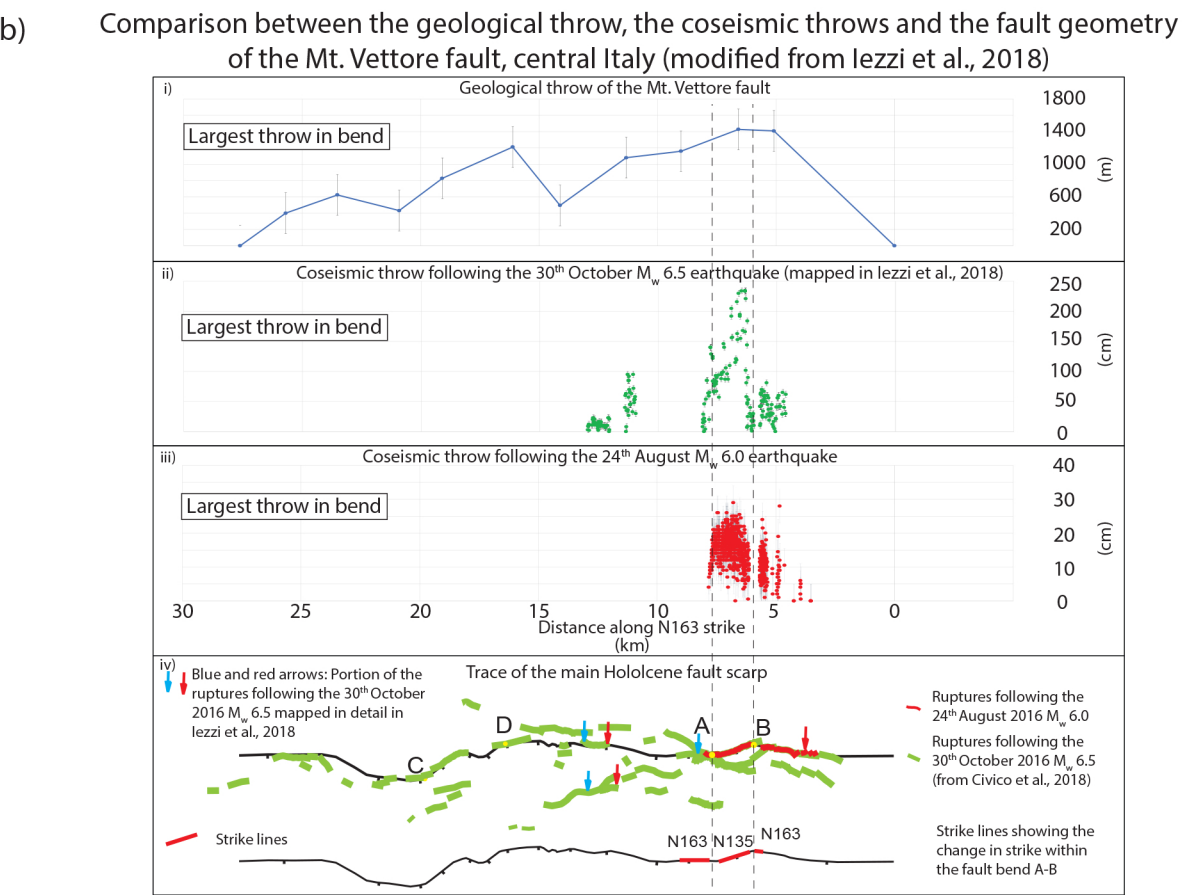 b)
Comparison between the geological throw, the coseismic throws and the fault geometry
of the Mt. Vettore fault, central Italy (modified from Iezzi et al., 2018)
i)
Geological throw of the Mt. Vettore fault
Largest throw in bend
1800
1400
1000
600
200
(m)
ii)
Coseismic throw following the 30th October Mw 6.5 earthquake (mapped in Iezzi et al., 2018)
Largest throw in bend
250
200
150
100
50
0
(cm)
iii)
Coseismic throw following the 24th August Mw 6.0 earthquake
Largest throw in bend
40
30
20
10
0
(cm)
30
25
20
15
10
5
0
Distance along N163 strike
(km)
iv)
Trace of the main Hololcene fault scarp
Blue and red arrows: Portion of the
ruptures following the 30th October
2016 Mw 6.5 mapped in detail in
Iezzi et al., 2018
Ruptures following the
24th August 2016 Mw 6.0
Ruptures following the
30th October 2016 Mw 6.5
(from Civico et al., 2018)
D
A
B
C
Strike lines
N163
N135
N163
Strike lines showing the
change in strike within
the fault bend A-B